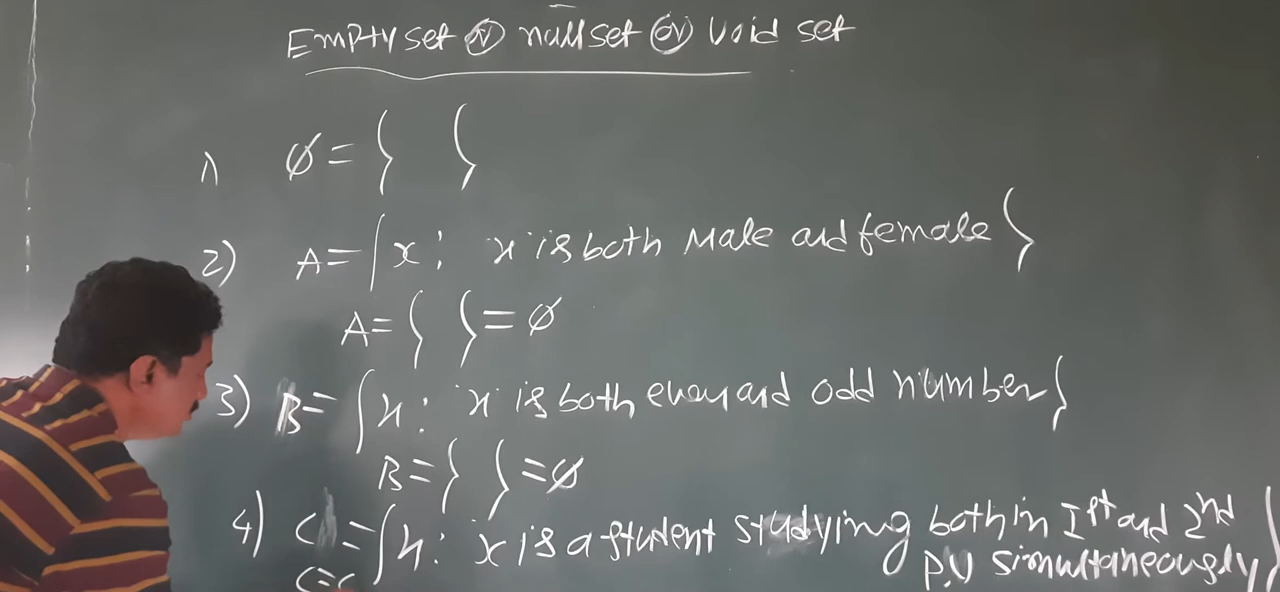 Empty set or null set or Void set
1) ∅ = { }
2) A = {x : x is both Male and female}
A = { } = ∅
3) B = {x : x is both even and odd number}
B = { } = ∅
4) C = {x : x is a student studying both in Ist and 2nd
P.U simultaneously}
C =